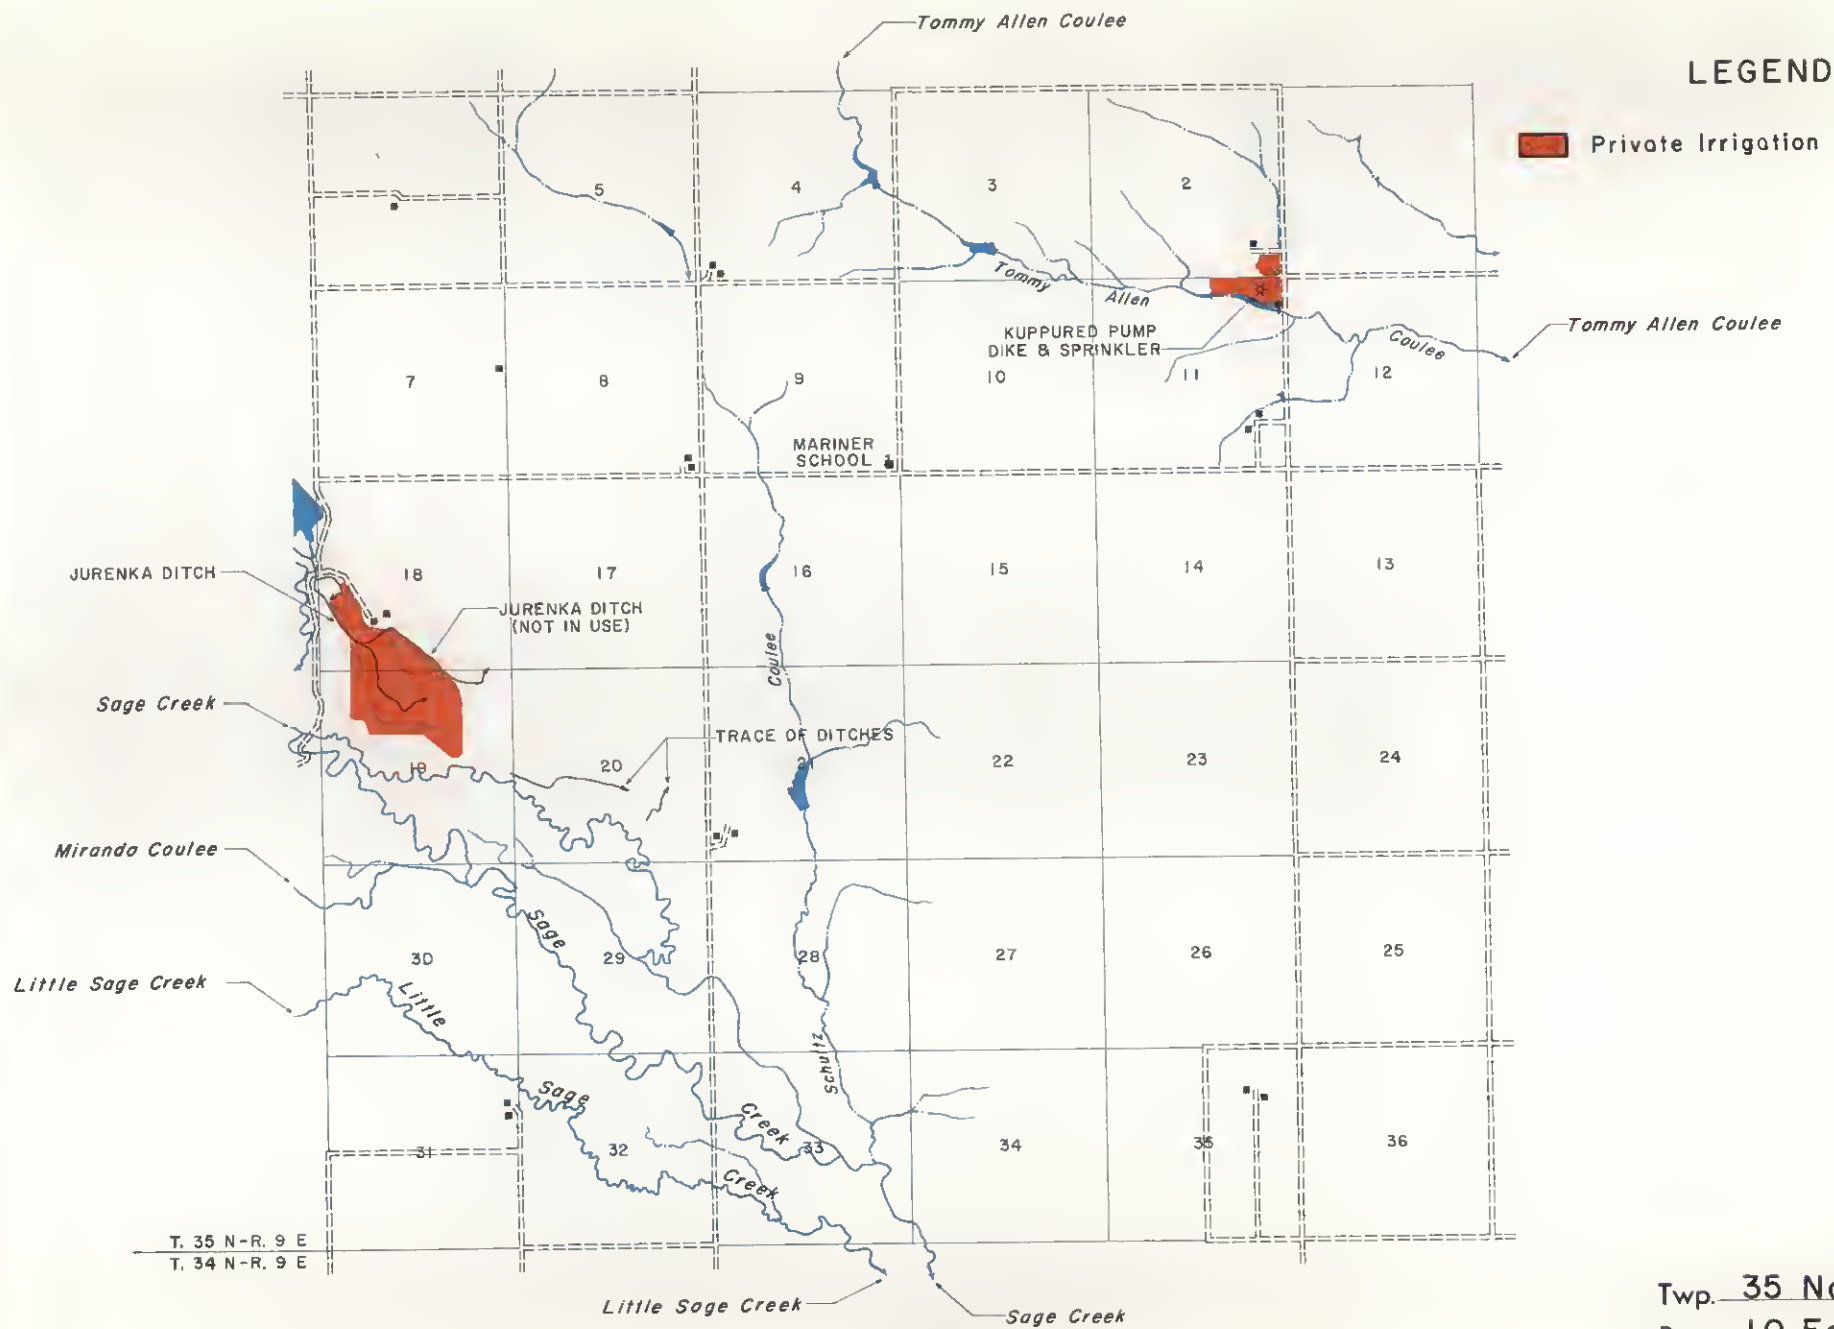 Tommy Allen Coulee
LEGEND
Private Irrigation
5
4
3
2
1
Tommy Allen Coulee
Tommy Allen Coulee
KUPPURED PUMP
DIKE & SPRINKLER
7
8
9
10
11
12
MARINER
SCHOOL
JURENKA DITCH
18
17
16
15
14
13
JURENKA DITCH
(NOT IN USE)
Coulee
Sage Creek
TRACE OF DITCHES
19
20
21
22
23
24
Mirando Coulee
Sage
30
29
28
27
26
25
Little Sage Creek
Little
Schultz
Sage
Creek
31
32
33
34
35
36
Creek
T. 35 N-R. 9 E
T. 34 N-R. 9 E
Little Sage Creek
Sage Creek
Twp. 35 No